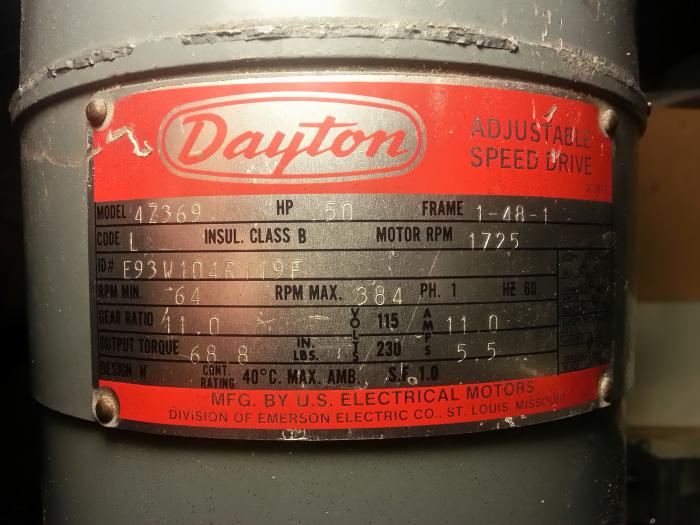 Dayton
ADJUSTABLE
SPEED DRIVE
MODEL 4Z369 HP .50 FRAME 1-48-1
CODE L INSUL. CLASS B MOTOR RPM 1725
ID# F93W104R119F
RPM MIN. 64 RPM MAX. 384 PH. 1 HZ 60
GEAR RATIO 11.0 VOLTS 115 AMPS 11.0
OUTPUT TORQUE 68.8 IN. LBS. 230 5.5
DESIGN N CONT. RATING 40°C. MAX. AMB. S.F. 1.0
MFG. BY U.S. ELECTRICAL MOTORS
DIVISION OF EMERSON ELECTRIC CO., ST. LOUIS, MISSOURI